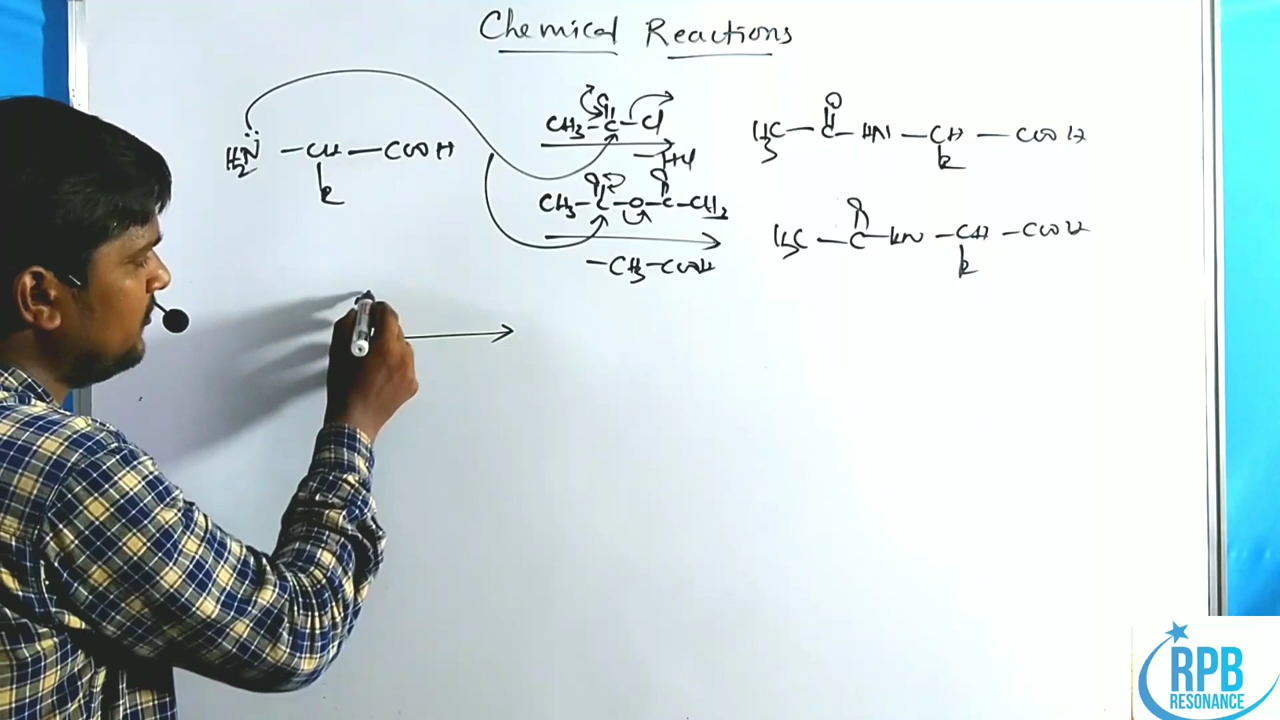 Chemical Reactions
CH3 - C - Cl
O
H3C - C - HN - CH - COOH
R
H2N - CH - COOH
R
- HCl
O O
CH3 - C - O - C - CH2
- CH3 - COOH
O
H3C - C - HN - CH - COOH
R
RPB
RESONANCE